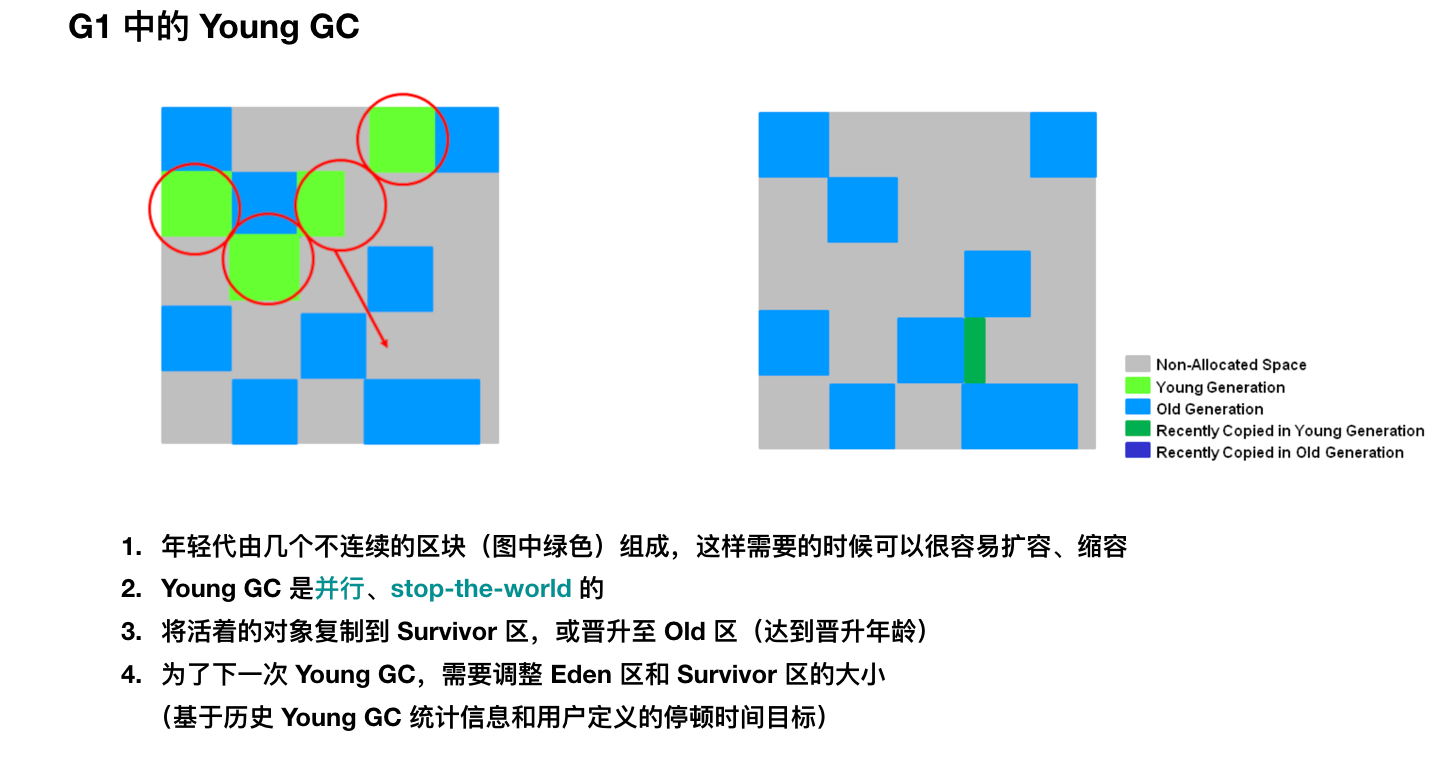 G1 中的 Young GC
Non-Allocated Space
Young Generation
Old Generation
Recently Copied in Young Generation
Recently Copied in Old Generation
1. 年轻代由几个不连续的区块（图中绿色）组成，这样需要的时候可以很容易扩容、缩容
2. Young GC 是并行、stop-the-world 的
3. 将活着的对象复制到 Survivor 区，或晋升至 Old 区（达到晋升年龄）
4. 为了下一次 Young GC，需要调整 Eden 区和 Survivor 区的大小
（基于历史 Young GC 统计信息和用户定义的停顿时间目标）